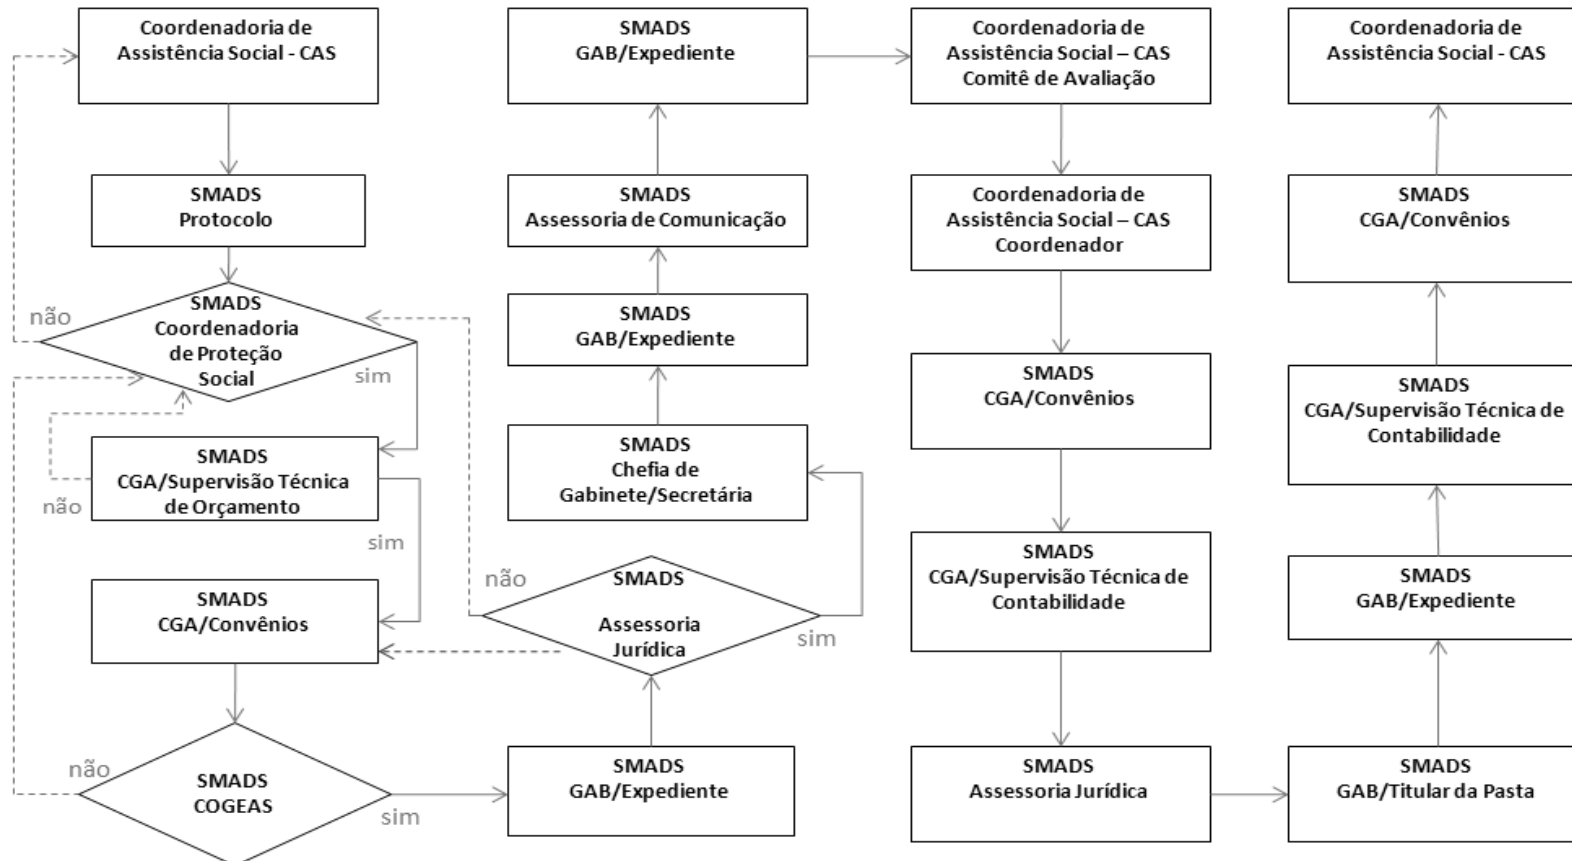 Coordenadoria de
Assistência Social - CAS
SMADS
Protocolo
não
SMADS
Coordenadoria
de Proteção
Social
sim
SMADS
CGA/Supervisão Técnica
de Orçamento
não
sim
SMADS
CGA/Convênios
não
SMADS
COGEAS
sim
SMADS
GAB/Expediente
SMADS
Assessoria de Comunicação
SMADS
GAB/Expediente
SMADS
Chefia de
Gabinete/Secretária
não
SMADS
Assessoria
Jurídica
sim
SMADS
GAB/Expediente
Coordenadoria de
Assistência Social – CAS
Comitê de Avaliação
Coordenadoria de
Assistência Social – CAS
Coordenador
SMADS
CGA/Convênios
SMADS
CGA/Supervisão Técnica de
Contabilidade
SMADS
Assessoria Jurídica
Coordenadoria de
Assistência Social - CAS
SMADS
CGA/Convênios
SMADS
CGA/Supervisão Técnica de
Contabilidade
SMADS
GAB/Expediente
SMADS
GAB/Titular da Pasta